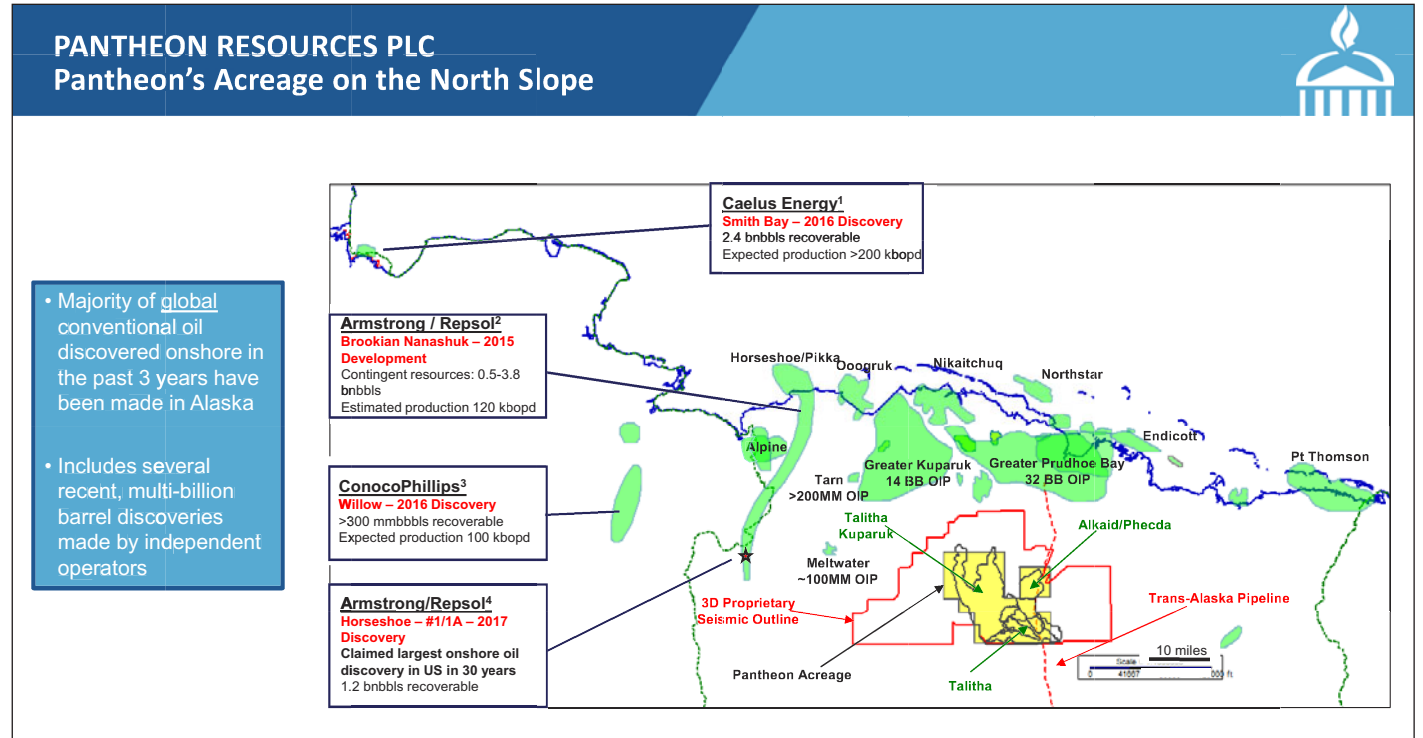 PANTHEON RESOURCES PLC
Pantheon's Acreage on the North Slope
• Majority of global
conventional oil
discovered onshore in
the past 3 years have
been made in Alaska
• Includes several
recent, multi-billion
barrel discoveries
made by independent
operators
Caelus Energy1
Smith Bay – 2016 Discovery
2.4 bnbbls recoverable
Expected production >200 kbopd
Armstrong / Repsol2
Brookian Nanashuk – 2015
Development
Contingent resources: 0.5-3.8
bnbbls
Estimated production 120 kbopd
ConocoPhillips3
Willow – 2016 Discovery
>300 mmbbbls recoverable
Expected production 100 kbopd
Armstrong/Repsol4
Horseshoe – #1/1A – 2017
Discovery
Claimed largest onshore oil
discovery in US in 30 years
1.2 bnbbls recoverable
Horseshoe/Pikka
Ooogruk
Nikaitchuq
Northstar
Alpine
Endicott
Pt Thomson
Greater Kuparuk
14 BB OIP
Greater Prudhoe Bay
32 BB OIP
Tarn
>200MM OIP
Talitha
Kuparuk
Alkaid/Phecda
Meltwater
~100MM OIP
3D Proprietary
Seismic Outline
Trans-Alaska Pipeline
Pantheon Acreage
Talitha
10 miles
Scale
0 41667 000 ft